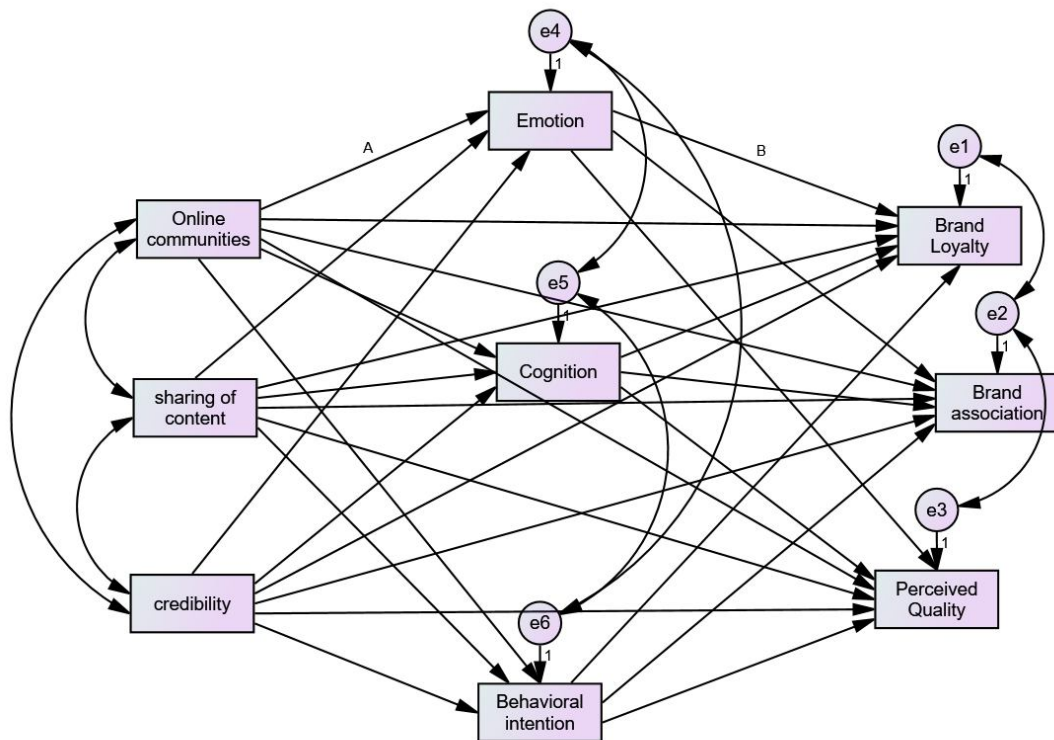 e4
1
Emotion
A
B
e1
1
Online
communities
Brand
Loyalty
e5
1
e2
1
Cognition
sharing of
content
Brand
association
e3
1
credibility
Perceived
Quality
e6
1
Behavioral
intention